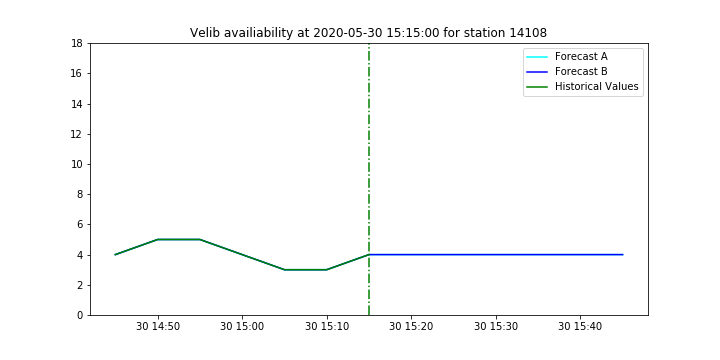 Velib availiability at 2020-05-30 15:15:00 for station 14108
18
16
14
12
10
8
6
4
2
0
Forecast A
Forecast B
Historical Values
30 14:50 30 15:00 30 15:10 30 15:20 30 15:30 30 15:40